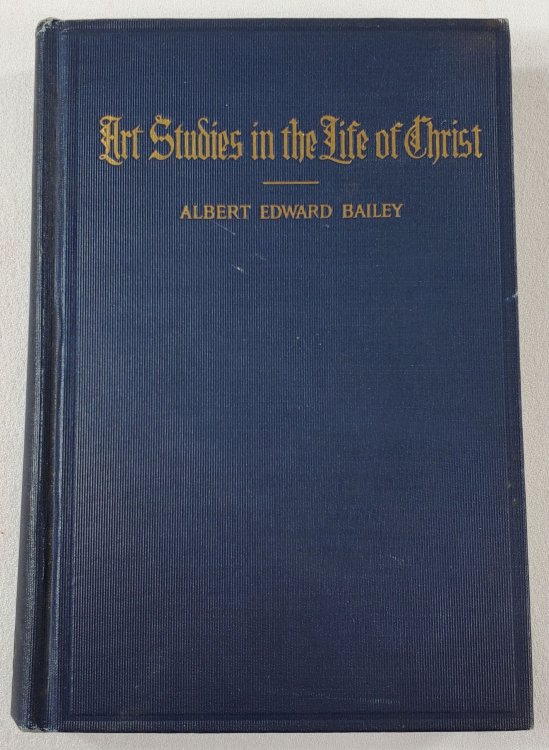 Art Studies in the Life of Christ
ALBERT EDWARD BAILEY